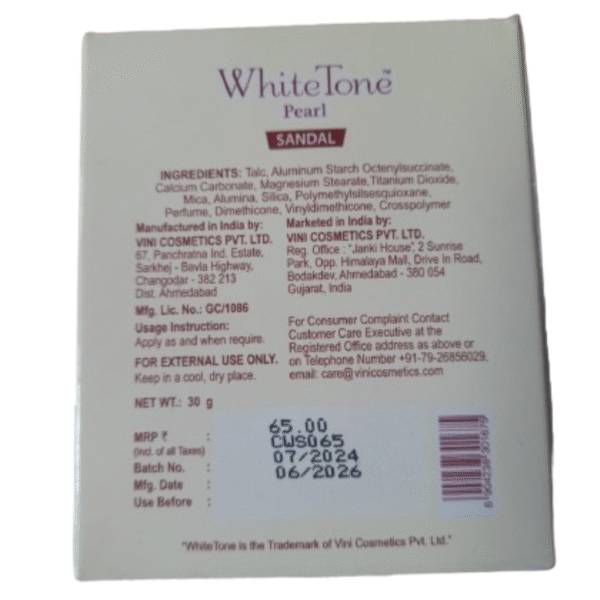 WhiteTone™
Pearl
SANDAL
INGREDIENTS: Talc, Aluminum Starch Octenylsuccinate,
Calcium Carbonate, Magnesium Stearate, Titanium Dioxide,
Mica, Alumina, Silica, Polymethylsilsesquioxane,
Perfume, Dimethicone, Vinyldimethicone, Crosspolymer
Manufactured in India by:
VINI COSMETICS PVT. LTD.
67, Panchratna Ind. Estate,
Sarkhej - Bavla Highway,
Changodar - 382 213
Dist. Ahmedabad
Mfg. Lic. No.: GC/1086
Usage Instruction:
Apply as and when require.
FOR EXTERNAL USE ONLY.
Keep in a cool, dry place.
NET WT.: 30 g
Marketed in India by:
VINI COSMETICS PVT. LTD.
Reg. Office : "Janki House", 2 Sunrise
Park, Opp. Himalaya Mall, Drive In Road,
Bodakdev, Ahmedabad - 380 054
Gujarat, India
For Consumer Complaint Contact
Customer Care Executive at the
Registered Office address as above or
on Telephone Number +91-79-26856029,
email: care@vinicosmetics.com
MRP ₹ : 65.00
(Incl. of all Taxes)
Batch No. : CWS065
Mfg. Date : 07/2024
Use Before : 06/2026
"WhiteTone is the Trademark of Vini Cosmetics Pvt. Ltd."